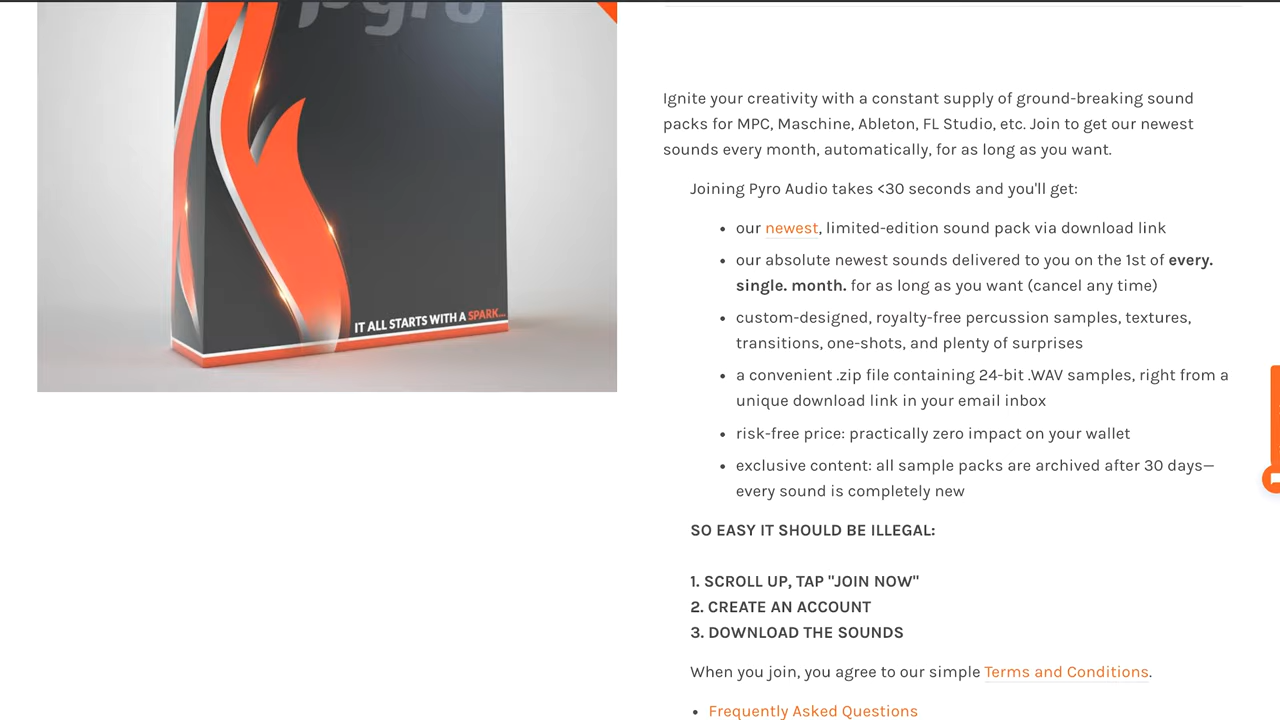 Pyro
IT ALL STARTS WITH A SPARK...
Ignite your creativity with a constant supply of ground-breaking sound
packs for MPC, Maschine, Ableton, FL Studio, etc. Join to get our newest
sounds every month, automatically, for as long as you want.
Joining Pyro Audio takes <30 seconds and you'll get:
• our newest, limited-edition sound pack via download link
• our absolute newest sounds delivered to you on the 1st of every.
single. month. for as long as you want (cancel any time)
• custom-designed, royalty-free percussion samples, textures,
transitions, one-shots, and plenty of surprises
• a convenient .zip file containing 24-bit .WAV samples, right from a
unique download link in your email inbox
• risk-free price: practically zero impact on your wallet
• exclusive content: all sample packs are archived after 30 days—
every sound is completely new
SO EASY IT SHOULD BE ILLEGAL:
1. SCROLL UP, TAP "JOIN NOW"
2. CREATE AN ACCOUNT
3. DOWNLOAD THE SOUNDS
When you join, you agree to our simple Terms and Conditions.
• Frequently Asked Questions